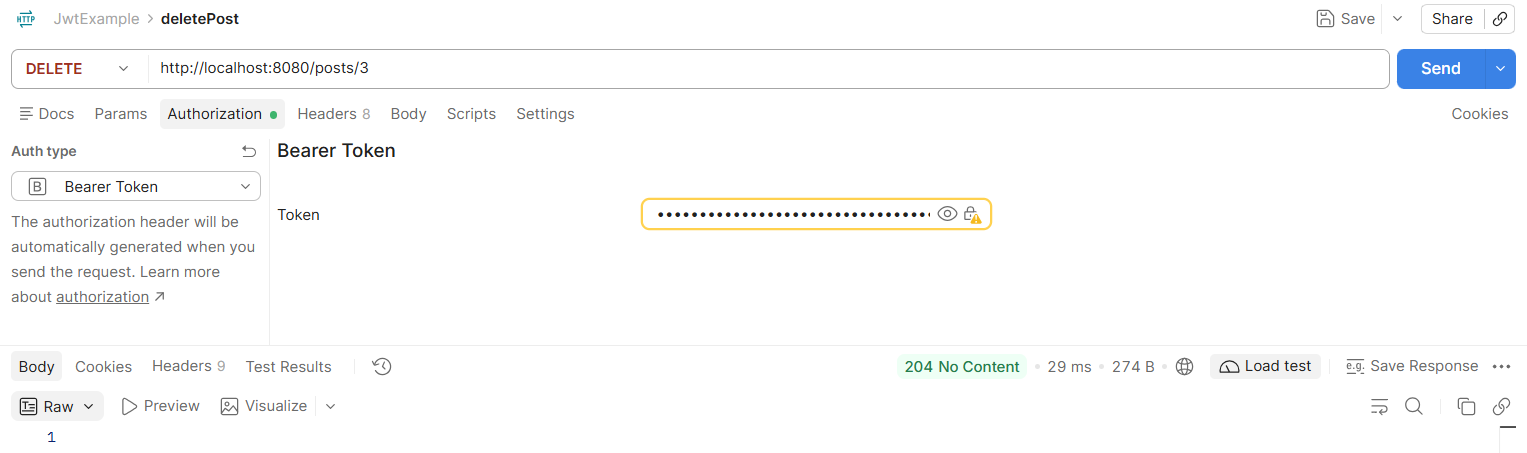 HTTP JwtExample > deletePost Save Share
DELETE http://localhost:8080/posts/3 Send
Docs Params Authorization Headers 8 Body Scripts Settings Cookies
Auth type
B Bearer Token
The authorization header will be
automatically generated when you
send the request. Learn more
about authorization ↗
Bearer Token
Token ••••••••••••••••••••••••••••••••
Body Cookies Headers 9 Test Results 204 No Content • 29 ms • 274 B • Load test e.g. Save Response •••
Raw Preview Visualize
1